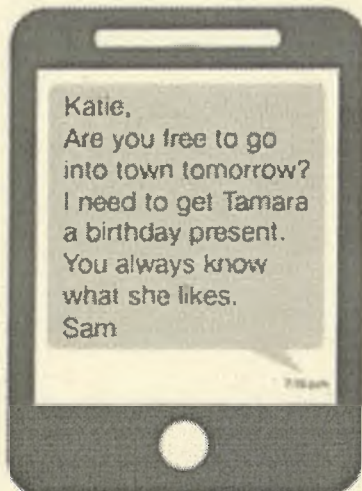 Katie,
Are you free to go
into town tomorrow?
I need to get Tamara
a birthday present.
You always know
what she likes.
Sam